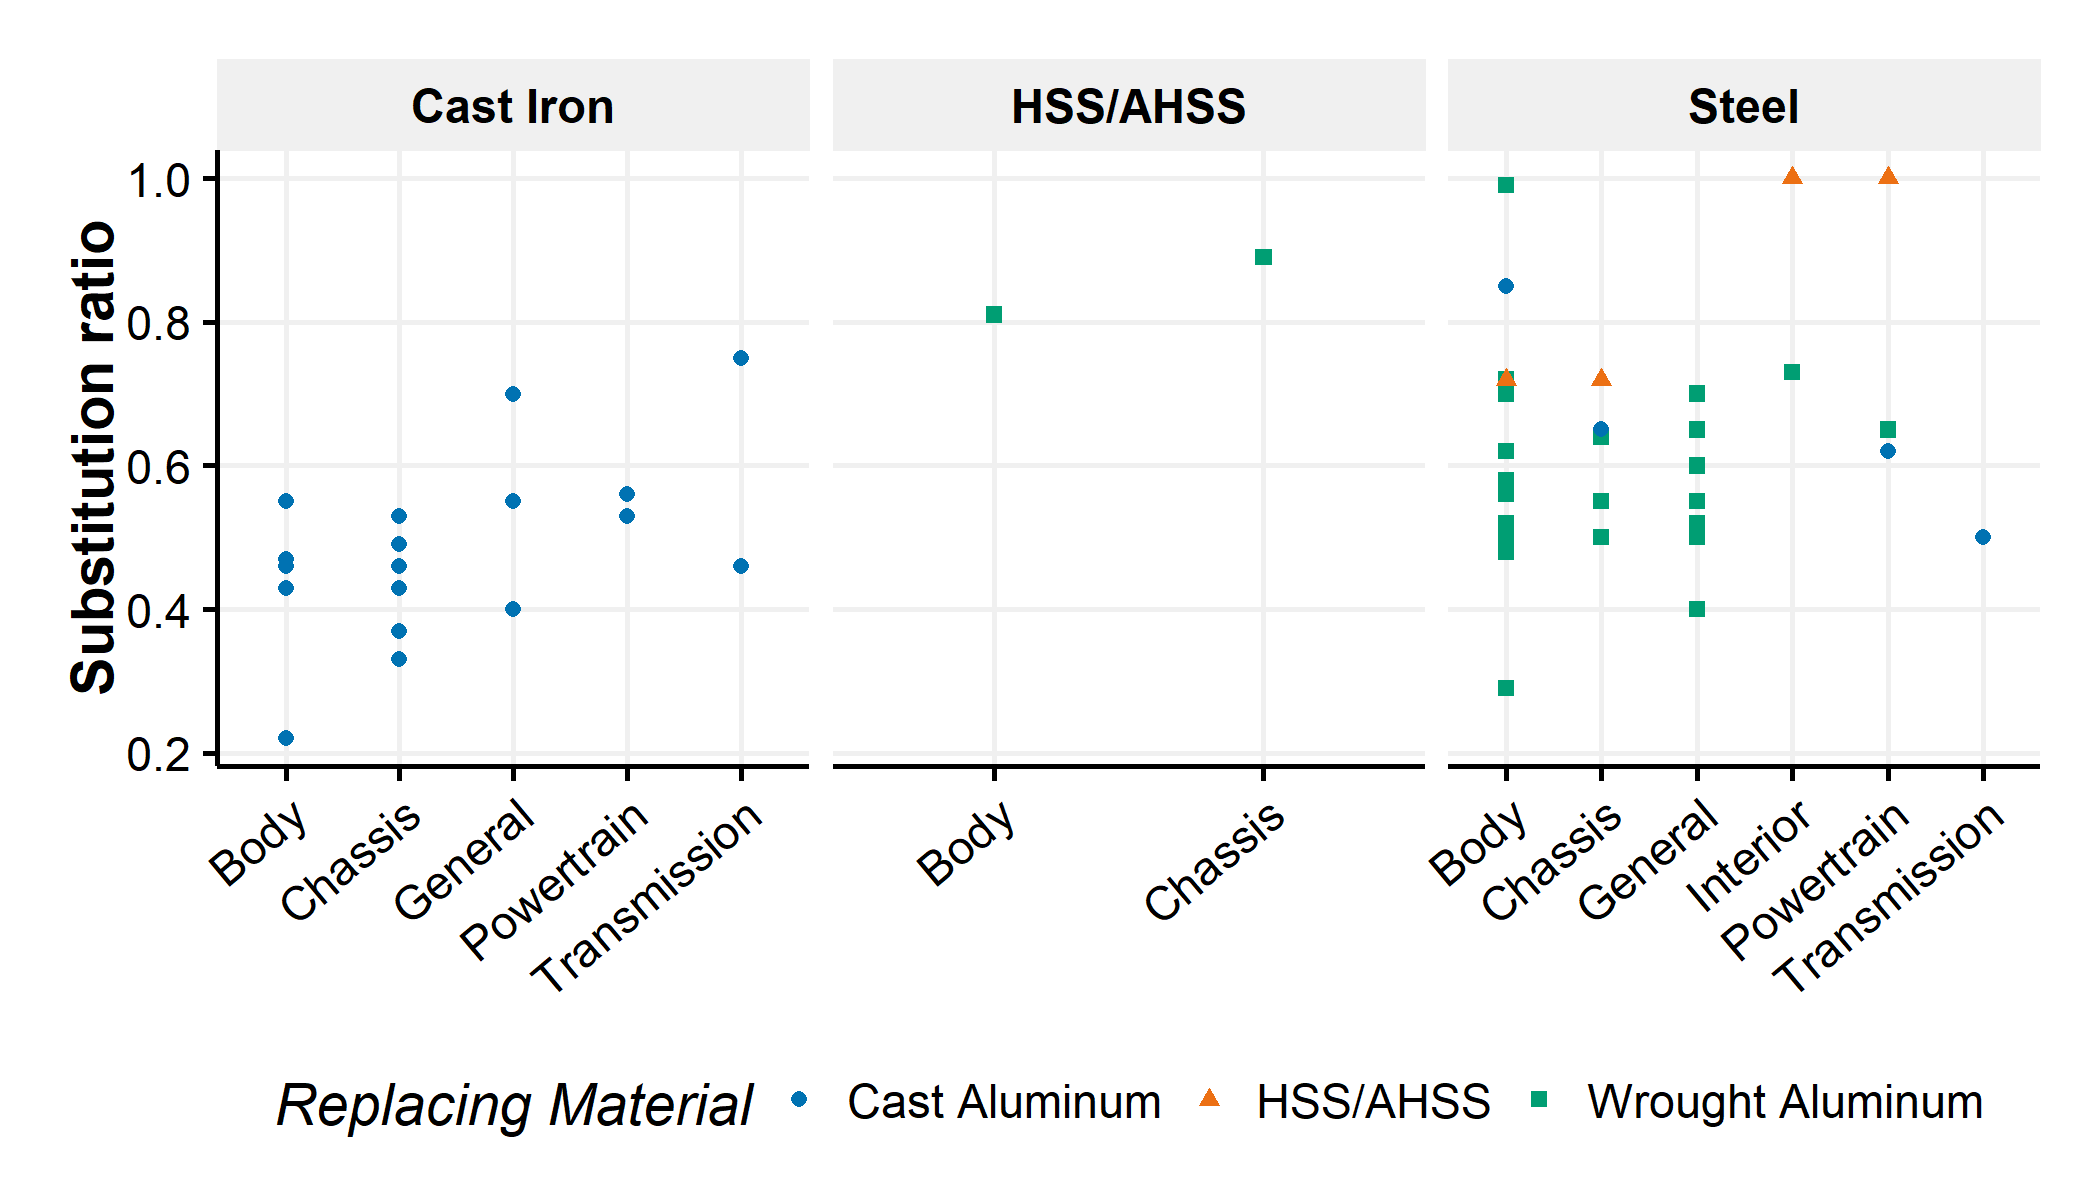 Cast Iron
HSS/AHSS
Steel
Substitution ratio
1.0
0.8
0.6
0.4
0.2
Body
Chassis
General
Powertrain
Transmission
Body
Chassis
Body
Chassis
General
Interior
Powertrain
Transmission
Replacing Material Cast Aluminum HSS/AHSS Wrought Aluminum